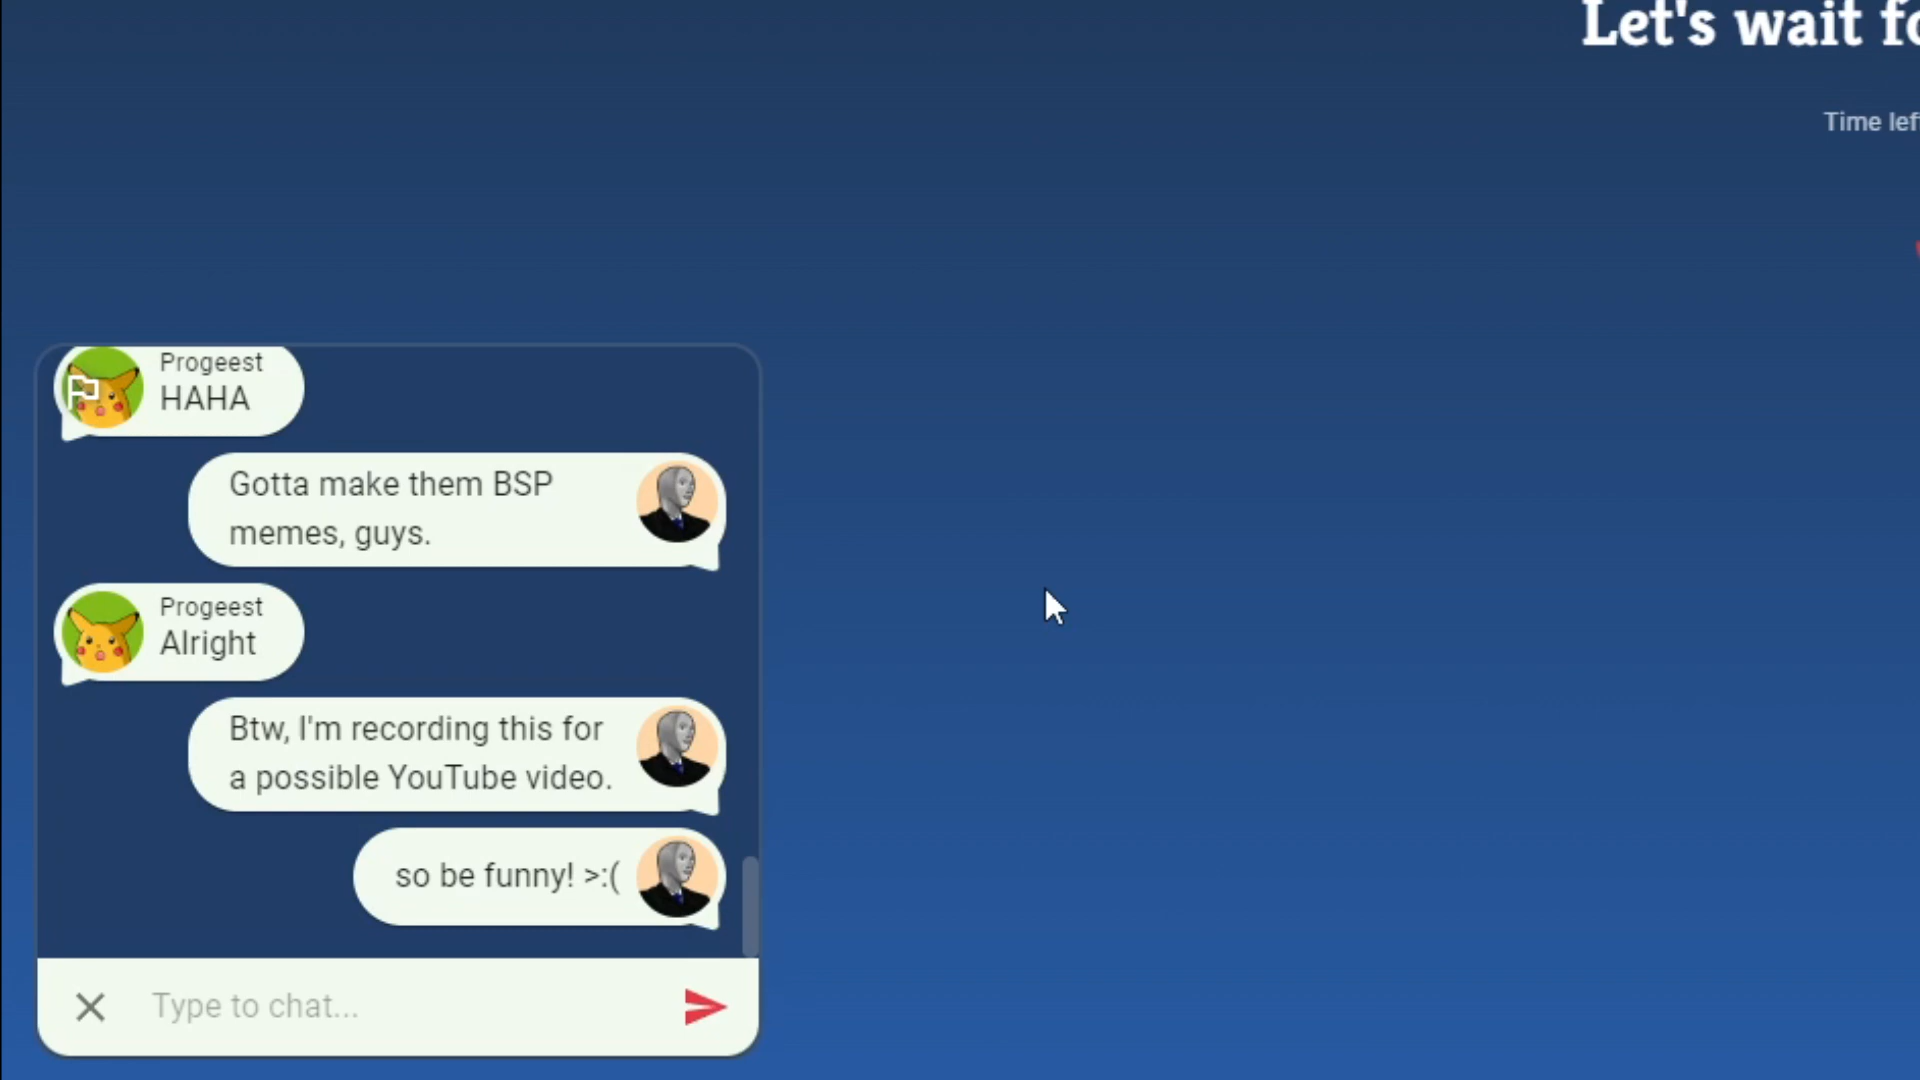 Let's wait fo
Time left
Progeest
HAHA
Gotta make them BSP
memes, guys.
Progeest
Alright
Btw, I'm recording this for
a possible YouTube video.
so be funny! >:(
Type to chat...